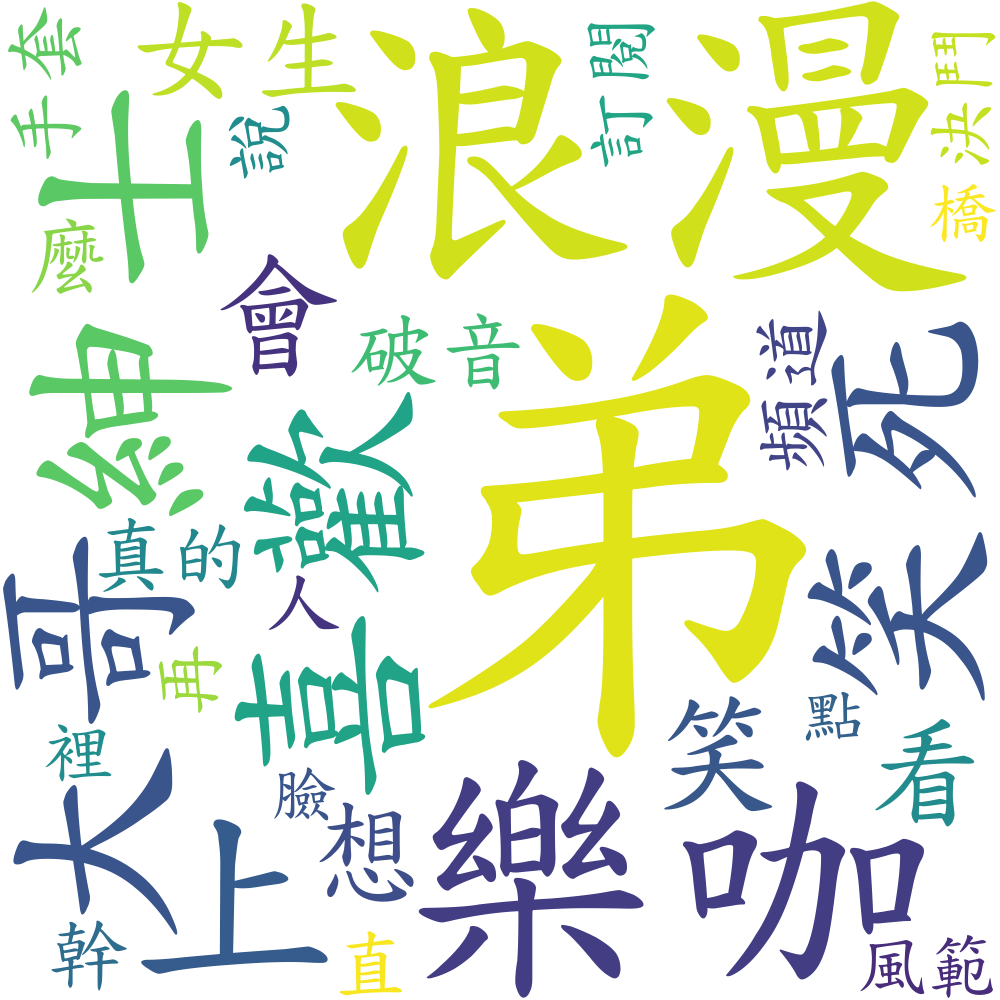 手套
女生
浪漫
訂閱
決鬥
說
紳士
麼
橋
會
破音
弟
頻道
笑死
喜歡
真的
大哥
人
再
裡
臉
笑
點
看
上
想
樂咖
幹
直
風範